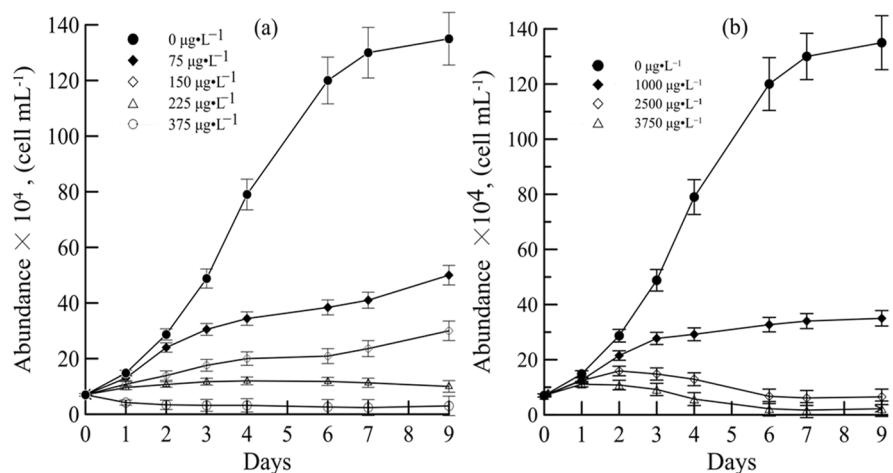 (a)
0 μg•L⁻¹
75 μg•L⁻¹
150 μg•L⁻¹
225 μg•L⁻¹
375 μg•L⁻¹
Abundance × 10⁴, (cell mL⁻¹)
140
120
100
80
60
40
20
0
0 1 2 3 4 5 6 7 8 9
Days
(b)
0 μg•L⁻¹
1000 μg•L⁻¹
2500 μg•L⁻¹
3750 μg•L⁻¹
Abundance ×10⁴, (cell mL⁻¹)
140
120
100
80
60
40
20
0
0 1 2 3 4 5 6 7 8 9
Days